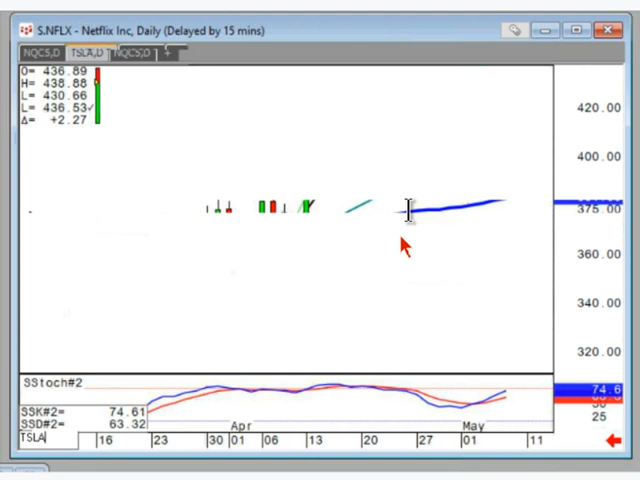 S.NFLX - Netflix Inc, Daily (Delayed by 15 mins)
NQC5,D TSLA,D NQC5,D +
O= 436.89
H= 438.88
L= 430.66
L= 436.53✓
Δ= +2.27
420.00
400.00
375.00
360.00
340.00
320.00
SStoch#2
74.6
25
SSK#2= 74.61
SSD#2= 63.32
Apr
May
TSLA
16
23
30
01
06
13
20
27
01
11